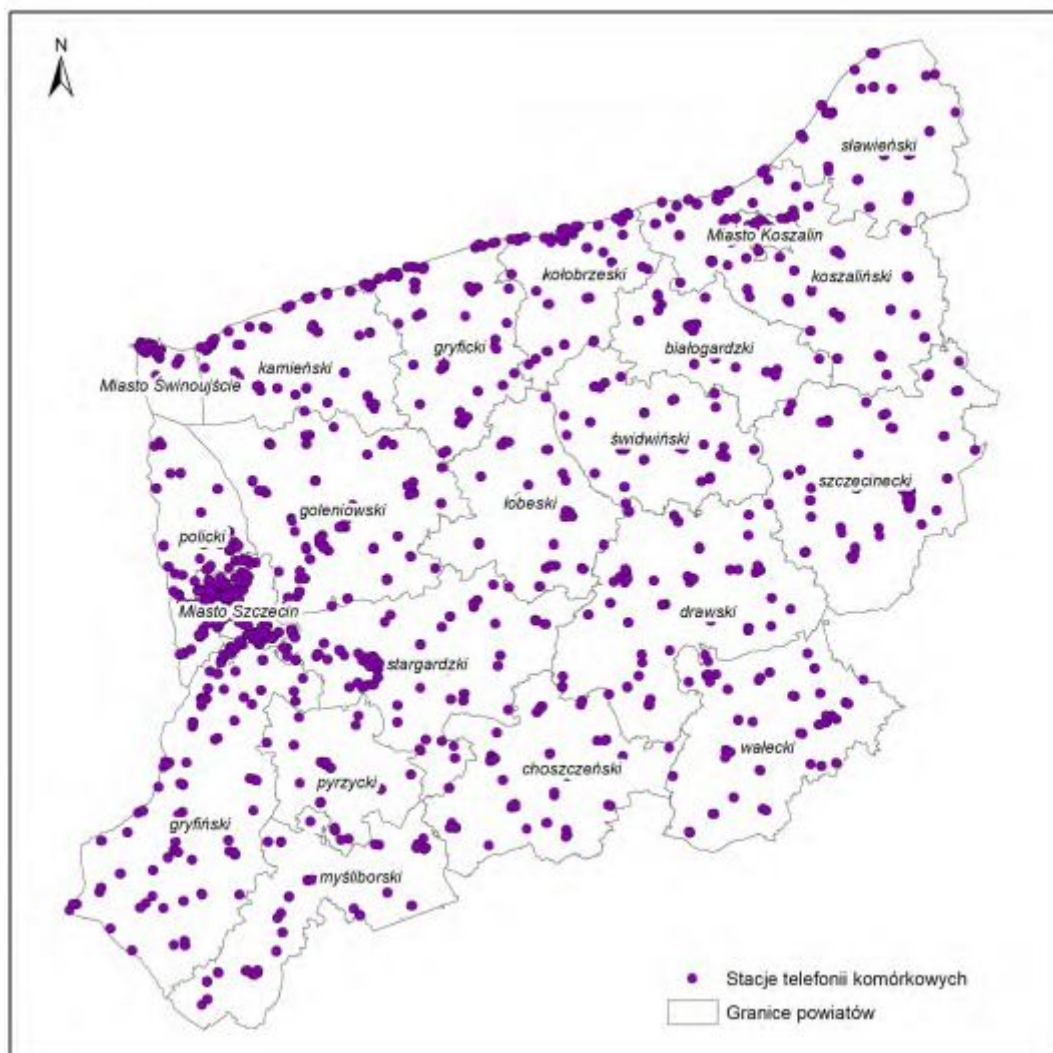 N
sławieński
Miasto Koszalin
kołobrzeski
koszaliński
gryficki
białogardzki
kamieński
Miasto Świnoujście
świdwiński
szczecinecki
łobeski
goleniowski
policki
Miasto Szczecin
drawski
stargardzki
wałecki
choszczeński
pyrzycki
gryfiński
myśliborski
Stacje telefonii komórkowych
Granice powiatów